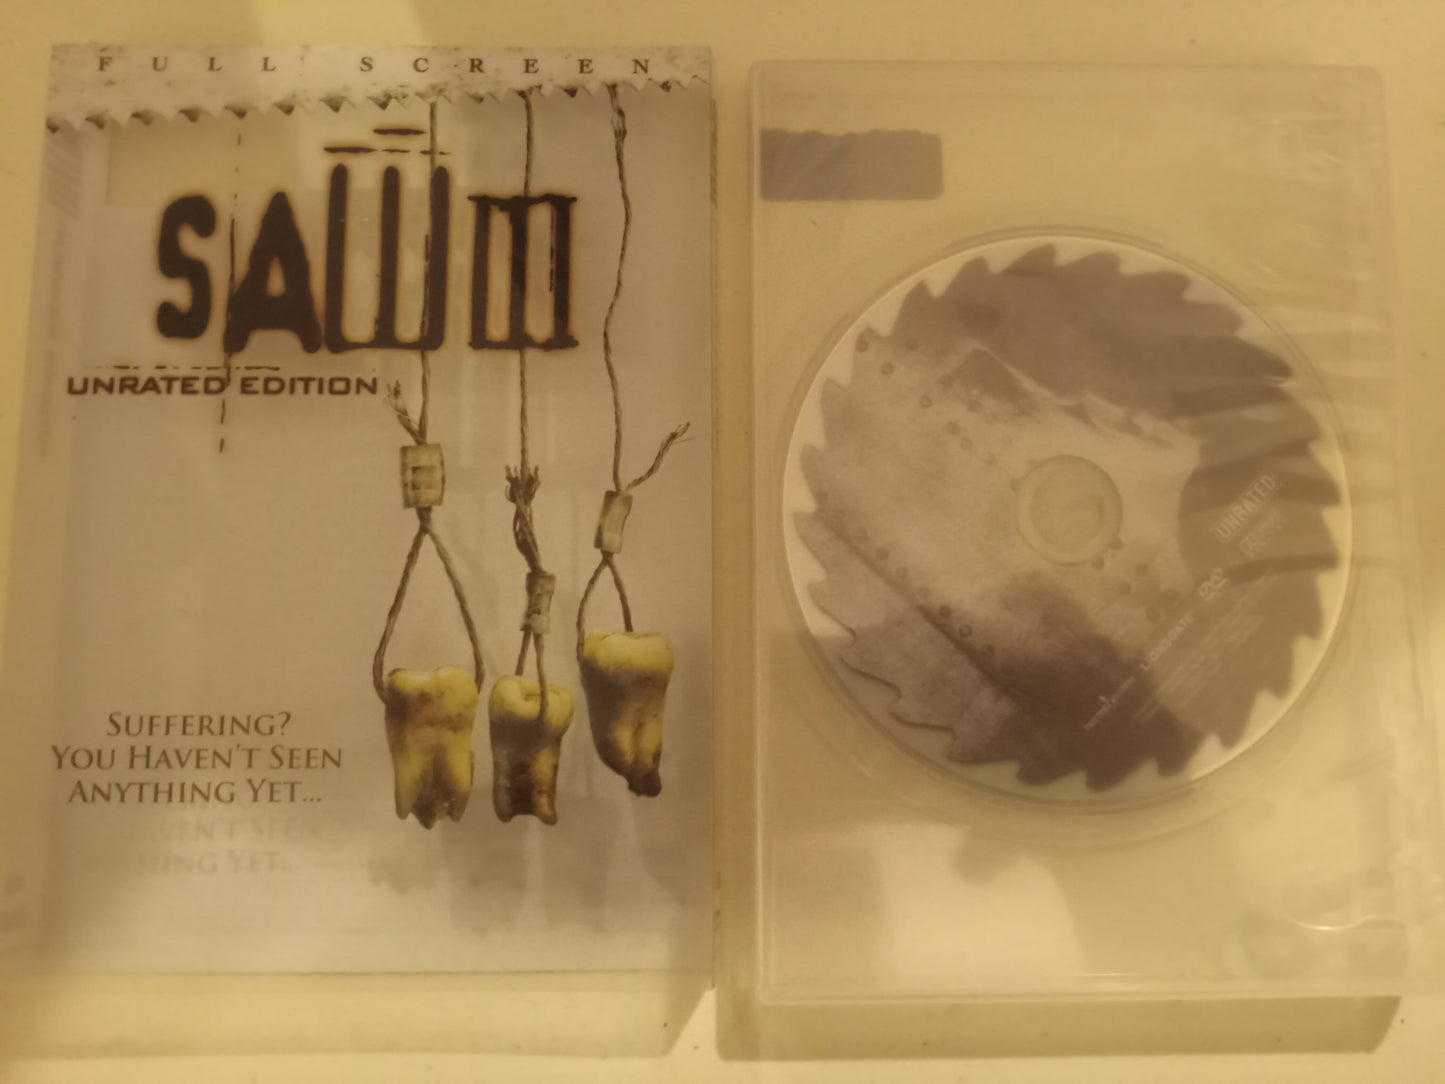 FULL SCREEN
SAW III
UNRATED EDITION
SUFFERING?
YOU HAVEN'T SEEN
ANYTHING YET...
UNRATED
DVD
LIONSGATE